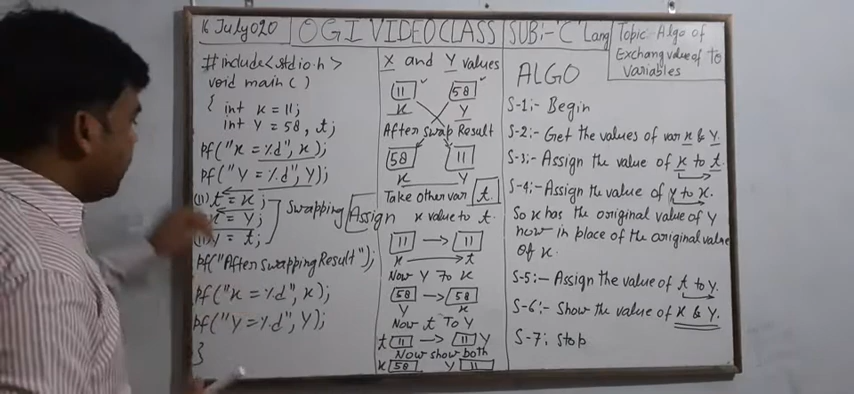 16 July 020
OGI VIDEO CLASS
SUB:-"C" Lang
Topic:-Algo of
Exchang value of To
Variables
#include<stdio.h>
void main()
{ int x = 11;
int Y = 58, t;
pf("x = %d", x);
pf("Y = %d", Y);
(11) t = x ;
x = y;
(11) y = t;
Swapping
pf("After Swapping Result");
pf("x = %d", x);
pf("Y = %d", Y);
}
X and Y values
11 58
x Y
After Swap Result
58 11
x Y
Take other var t.
Assign x value to t.
11 → 11
x → t
Now Y To x
58 → 58
Y x
Now t To Y
t 11 → 11 Y
Now show both
x 58 Y 11
ALGO
S-1:- Begin
S-2:- Get the values of var x & Y.
S-3:- Assign the value of x to t.
S-4:- Assign the value of Y to x.
So x has the original value of Y
now in place of the original value
of x.
S-5:- Assign the value of t to y.
S-6:- Show the value of x & Y.
S-7: Stop